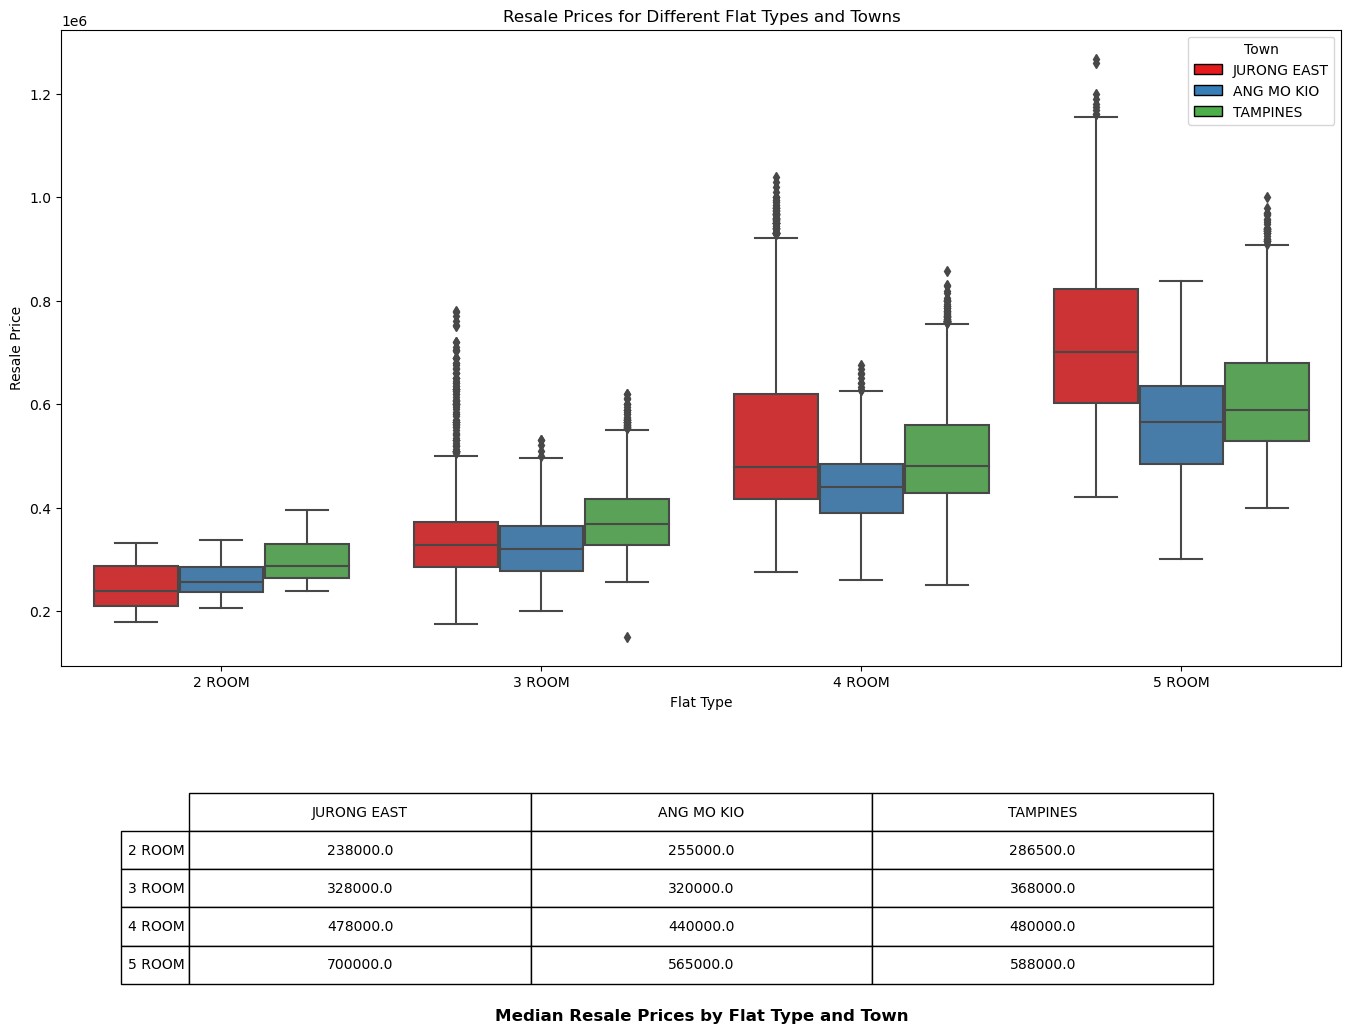 Resale Prices for Different Flat Types and Towns
1e6
Town
JURONG EAST
ANG MO KIO
TAMPINES
1.2
1.0
0.8
0.6
0.4
0.2
Resale Price
2 ROOM 3 ROOM 4 ROOM 5 ROOM
Flat Type
JURONG EAST ANG MO KIO TAMPINES
2 ROOM 238000.0 255000.0 286500.0
3 ROOM 328000.0 320000.0 368000.0
4 ROOM 478000.0 440000.0 480000.0
5 ROOM 700000.0 565000.0 588000.0
Median Resale Prices by Flat Type and Town